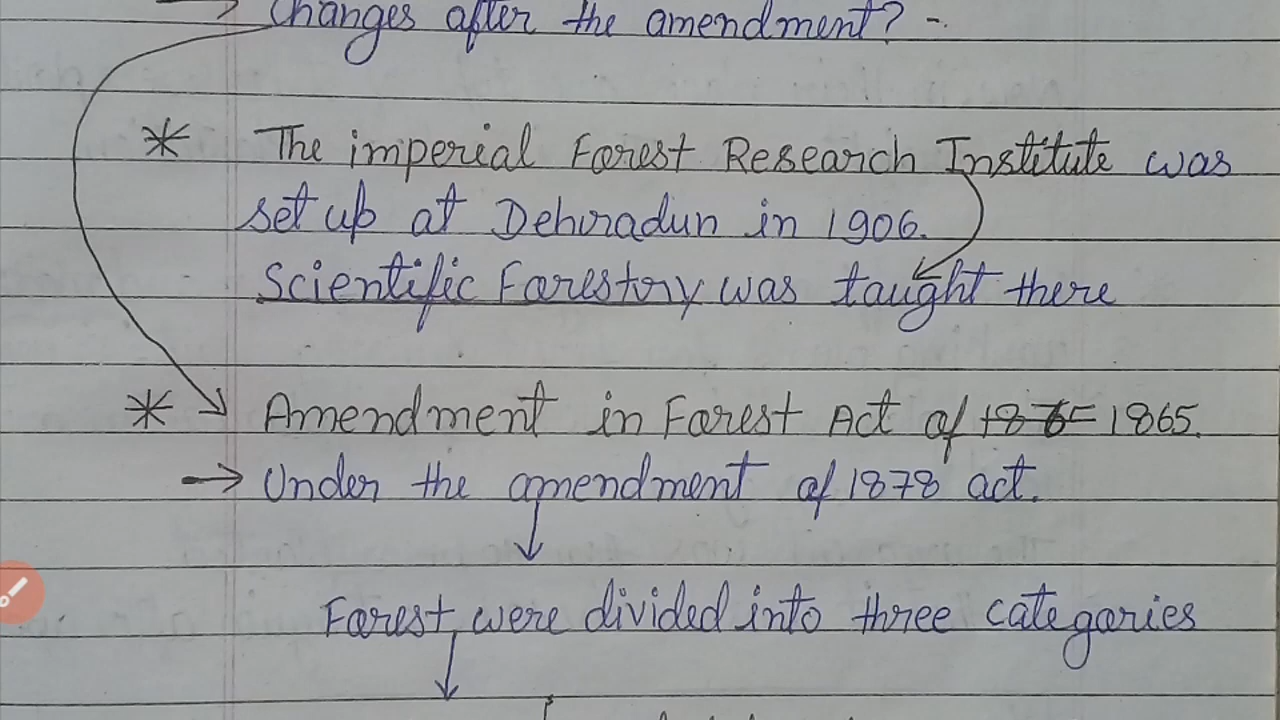 → Changes after the amendment? -.
* The imperial Forest Research Institute was
set up at Dehradun in 1906.
Scientific Forestory was taught there
* Amendment in Forest Act of 1865.
→ Under the amendment of 1878 act.
Forest were divided into three categories